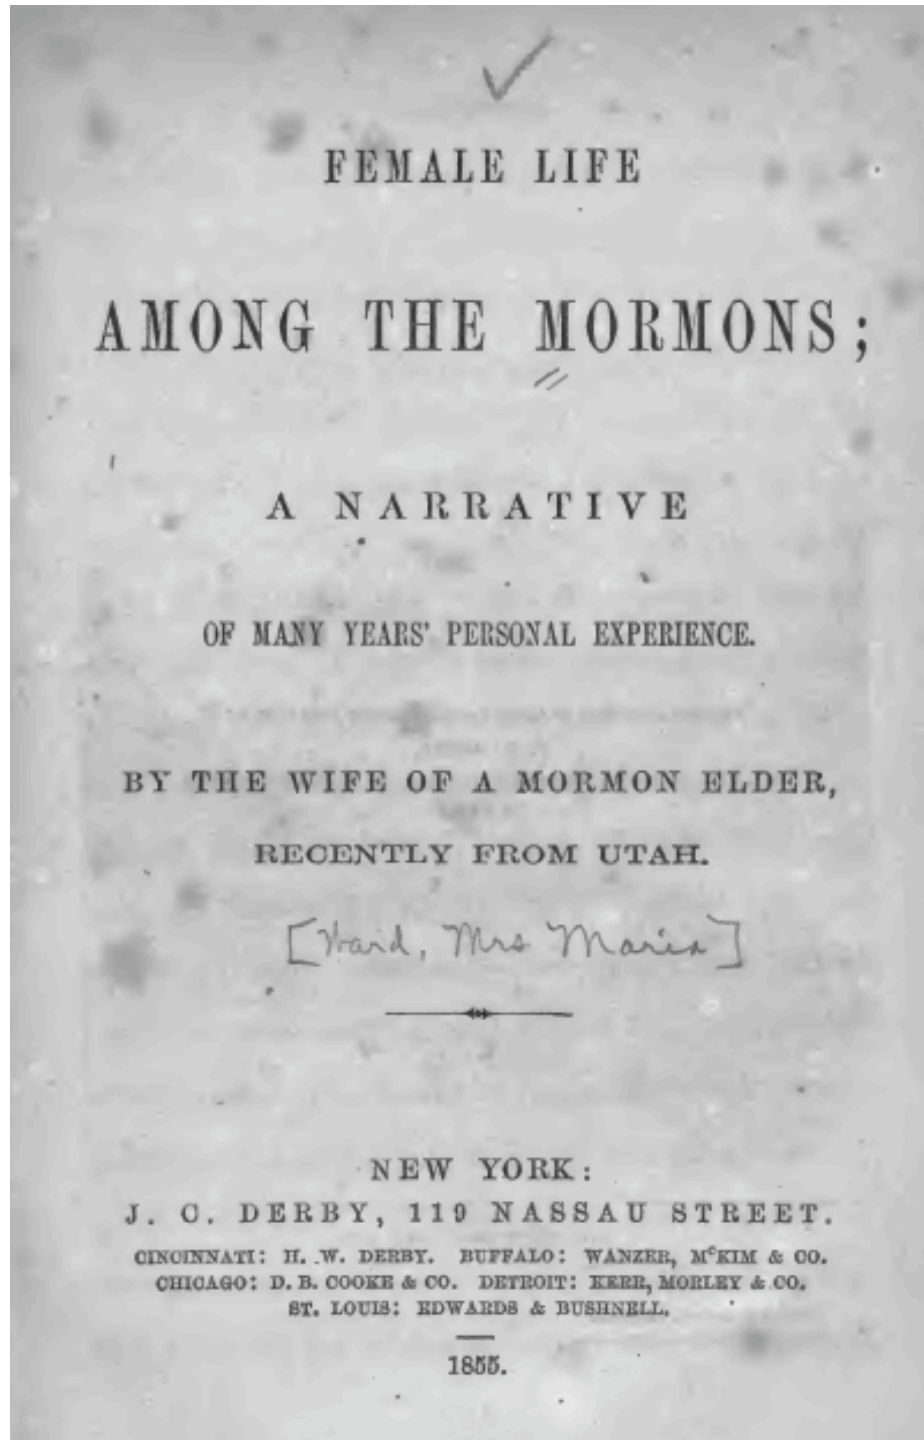 FEMALE LIFE
AMONG THE MORMONS;
A NARRATIVE
OF MANY YEARS' PERSONAL EXPERIENCE.
BY THE WIFE OF A MORMON ELDER,
RECENTLY FROM UTAH.
[Ward, Mrs Maria]
NEW YORK:
J. C. DERBY, 119 NASSAU STREET.
CINCINNATI: H. W. DERBY. BUFFALO: WANZER, McKIM & CO.
CHICAGO: D. B. COOKE & CO. DETROIT: KERR, MORLEY & CO.
ST. LOUIS: EDWARDS & BUSHNELL.
1855.